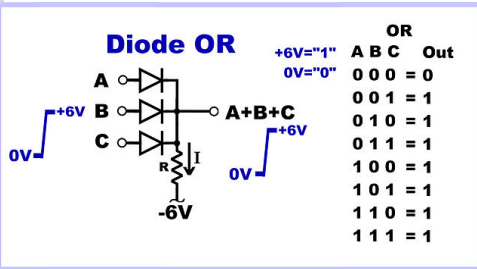 Diode OR
A
+6V B
C
0V
A+B+C
+6V
0V
R
I
-6V
OR
+6V="1" A B C Out
0V="0" 0 0 0 = 0
0 0 1 = 1
0 1 0 = 1
0 1 1 = 1
1 0 0 = 1
1 0 1 = 1
1 1 0 = 1
1 1 1 = 1